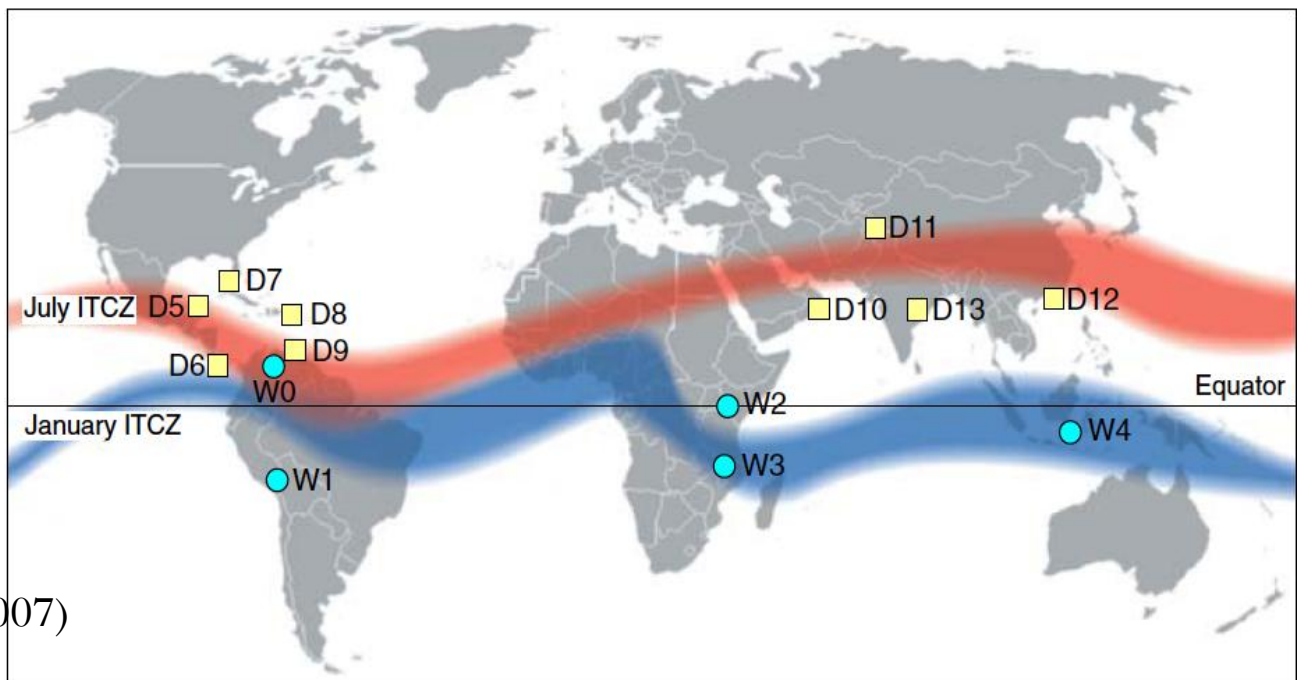 D11
D7
July ITCZ
D5
D8
D10
D13
D12
D9
D6
W0
Equator
W2
January ITCZ
W4
W3
W1
007)